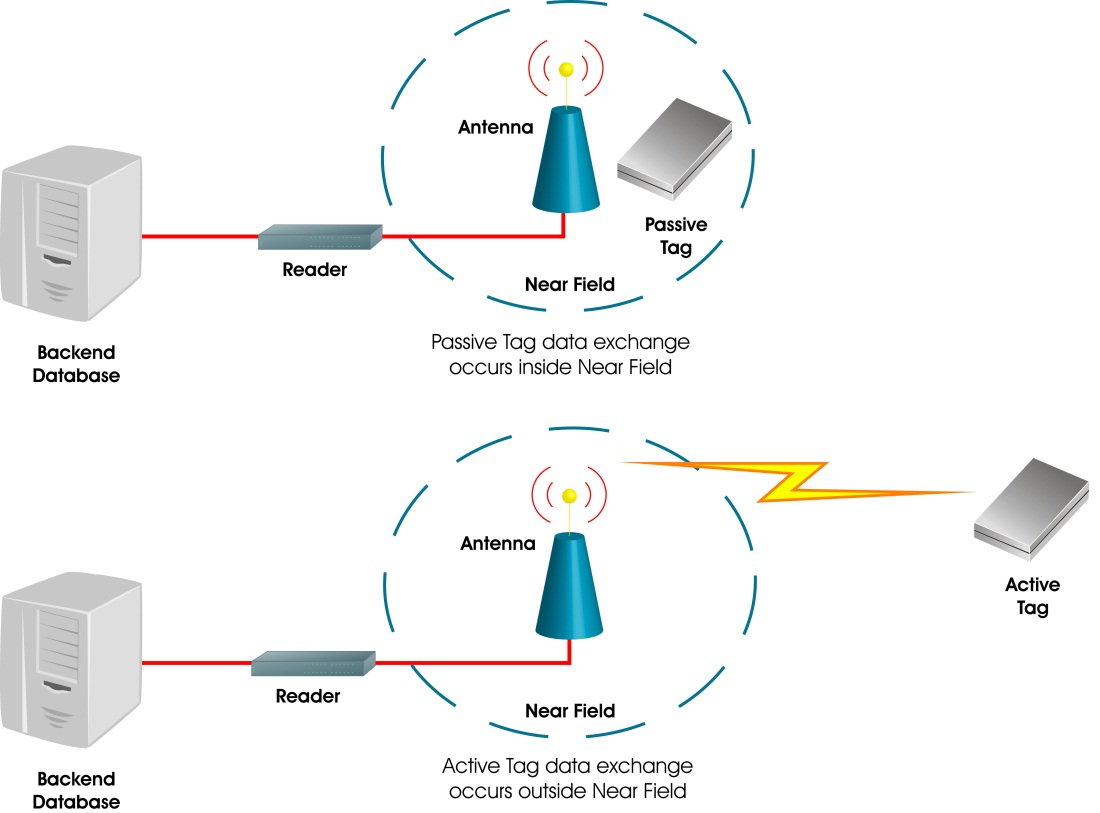 Antenna
Passive
Tag
Reader
Near Field
Backend
Database
Passive Tag data exchange
occurs inside Near Field
Antenna
Active
Tag
Reader
Near Field
Backend
Database
Active Tag data exchange
occurs outside Near Field